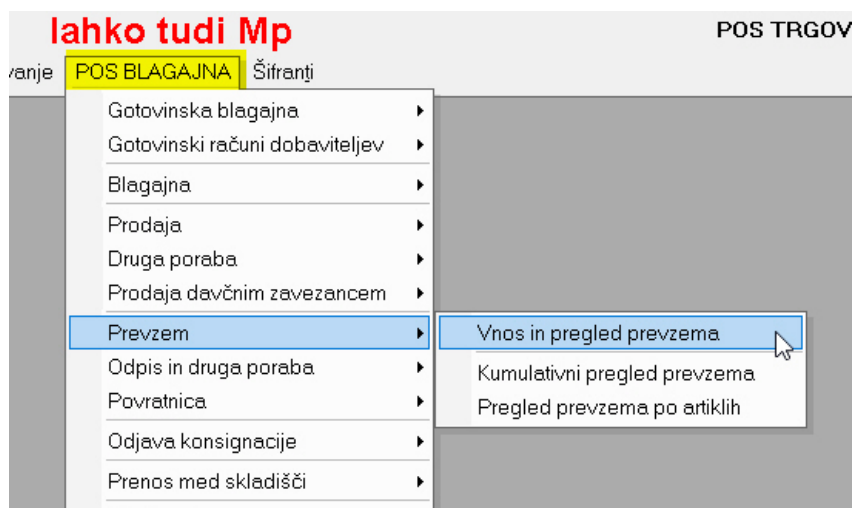 lahko tudi Mp
POS TRGOV
vanje POS BLAGAJNA Šifranti
Gotovinska blagajna
Gotovinski računi dobaviteljev
Blagajna
Prodaja
Druga poraba
Prodaja davčnim zavezancem
Prevzem
Vnos in pregled prevzema
Kumulativni pregled prevzema
Pregled prevzema po artiklih
Odpis in druga poraba
Povratnica
Odjava konsignacije
Prenos med skladišči